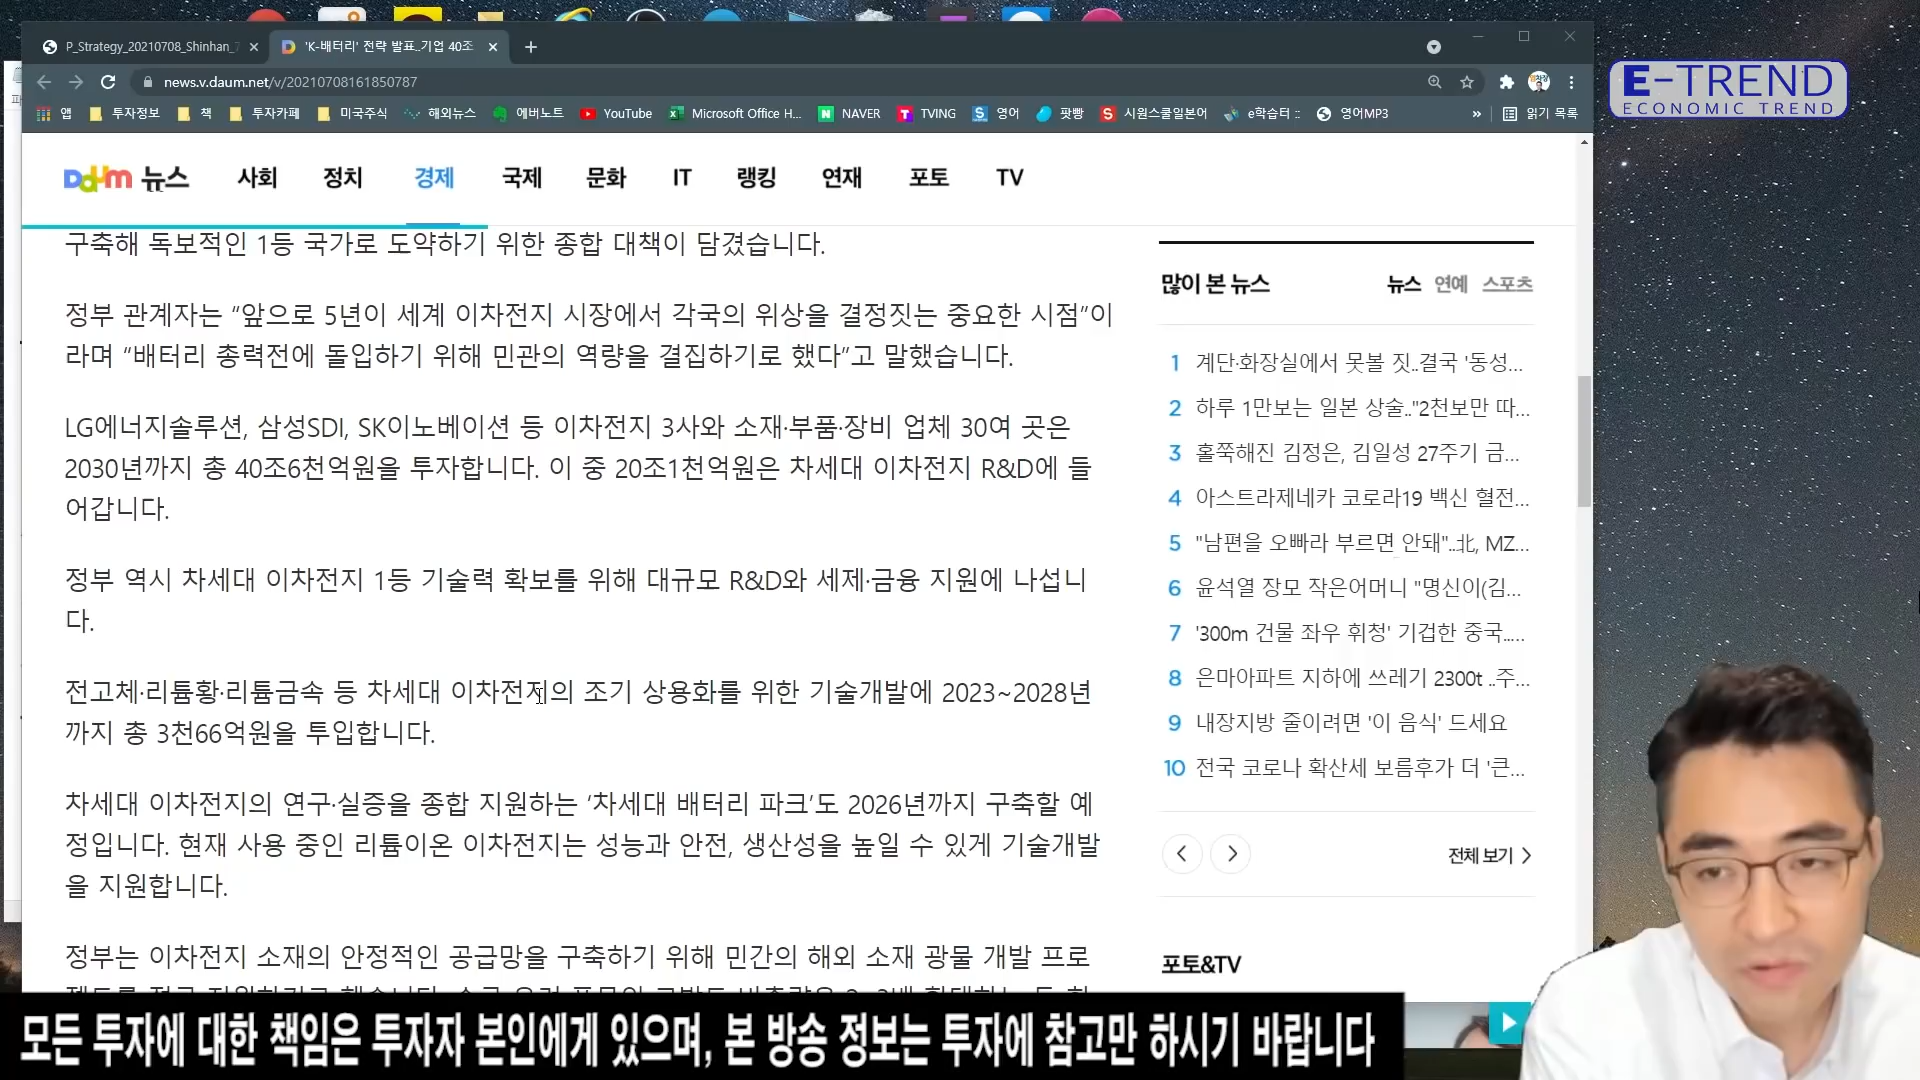 P_Strategy_20210708_Shinhan_7
'K-배터리' 전략 발표..기업 40조
news.v.daum.net/v/20210708161850787
앱
투자정보
책
투자카페
미국주식
해외뉴스
에버노트
YouTube
Microsoft Office H...
NAVER
TVING
영어
팟빵
시원스쿨일본어
e학습터 ::
영어MP3
»
읽기 목록
E-TREND
ECONOMIC TREND
Daum 뉴스
사회
정치
경제
국제
문화
IT
랭킹
연재
포토
TV
구축해 독보적인 1등 국가로 도약하기 위한 종합 대책이 담겼습니다.
정부 관계자는 “앞으로 5년이 세계 이차전지 시장에서 각국의 위상을 결정짓는 중요한 시점”이
라며 “배터리 총력전에 돌입하기 위해 민관의 역량을 결집하기로 했다”고 말했습니다.
LG에너지솔루션, 삼성SDI, SK이노베이션 등 이차전지 3사와 소재·부품·장비 업체 30여 곳은
2030년까지 총 40조6천억원을 투자합니다. 이 중 20조1천억원은 차세대 이차전지 R&D에 들
어갑니다.
정부 역시 차세대 이차전지 1등 기술력 확보를 위해 대규모 R&D와 세제·금융 지원에 나섭니
다.
전고체·리튬황·리튬금속 등 차세대 이차전지의 조기 상용화를 위한 기술개발에 2023~2028년
까지 총 3천66억원을 투입합니다.
차세대 이차전지의 연구·실증을 종합 지원하는 ‘차세대 배터리 파크’도 2026년까지 구축할 예
정입니다. 현재 사용 중인 리튬이온 이차전지는 성능과 안전, 생산성을 높일 수 있게 기술개발
을 지원합니다.
정부는 이차전지 소재의 안정적인 공급망을 구축하기 위해 민간의 해외 소재 광물 개발 프로
많이 본 뉴스
뉴스 연예 스포츠
1 계단·화장실에서 못볼 짓..결국 '동성...
2 하루 1만보는 일본 상술.."2천보만 따...
3 홀쭉해진 김정은, 김일성 27주기 금...
4 아스트라제네카 코로라19 백신 혈전...
5 "남편을 오빠라 부르면 안돼"..北, MZ...
6 윤석열 장모 작은어머니 "명신이(김...
7 '300m 건물 좌우 휘청' 기겁한 중국.....
8 은마아파트 지하에 쓰레기 2300t ..주...
9 내장지방 줄이려면 '이 음식' 드세요
10 전국 코로나 확산세 보름후가 더 '큰...
전체 보기
포토&TV
모든 투자에 대한 책임은 투자자 본인에게 있으며, 본 방송 정보는 투자에 참고만 하시기 바랍니다